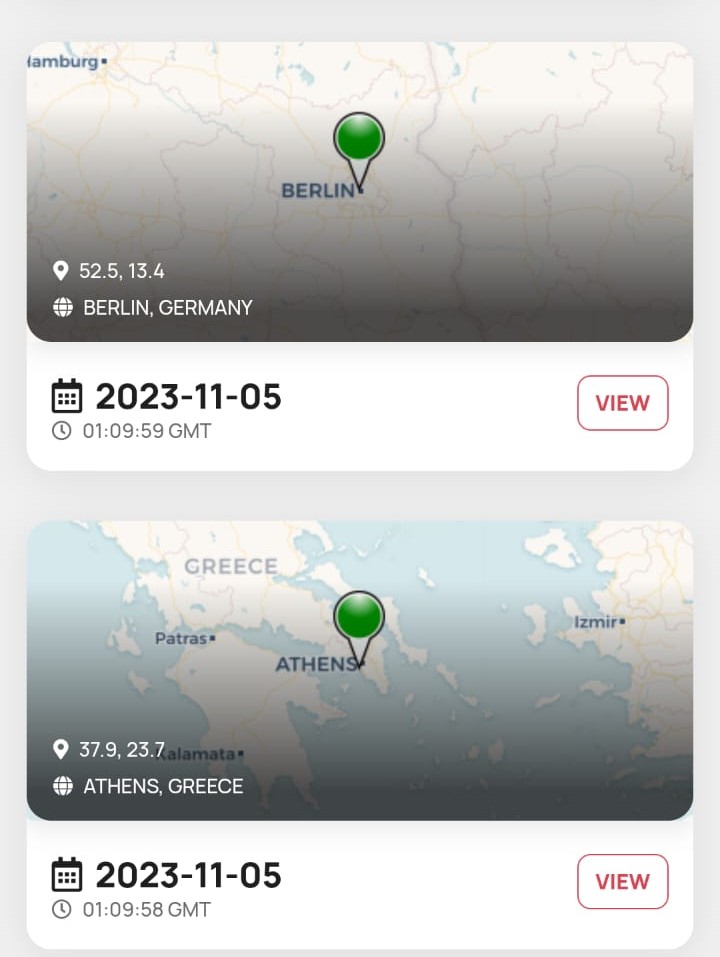 Hamburg
BERLIN
52.5, 13.4
BERLIN, GERMANY
2023-11-05
VIEW
01:09:59 GMT
GREECE
Izmir
Patras
ATHENS
37.9, 23.7
Kalamata
ATHENS, GREECE
2023-11-05
VIEW
01:09:58 GMT